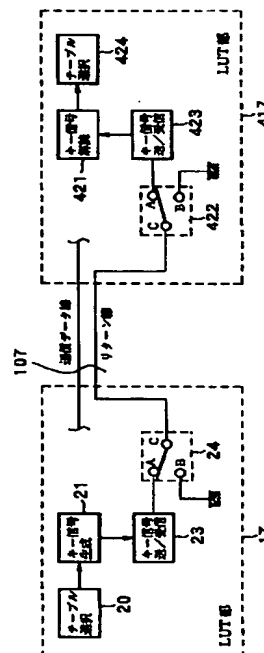 107
通信データ線
リターン線
テーブル
選択
20
キー信号
生成
21
キー信号
送/受信
23
A
B
C
24
LUT部
17
テーブル
選択
424
キー信号
421
キー信号
送/受信
423
A
B
C
422
LUT部
417